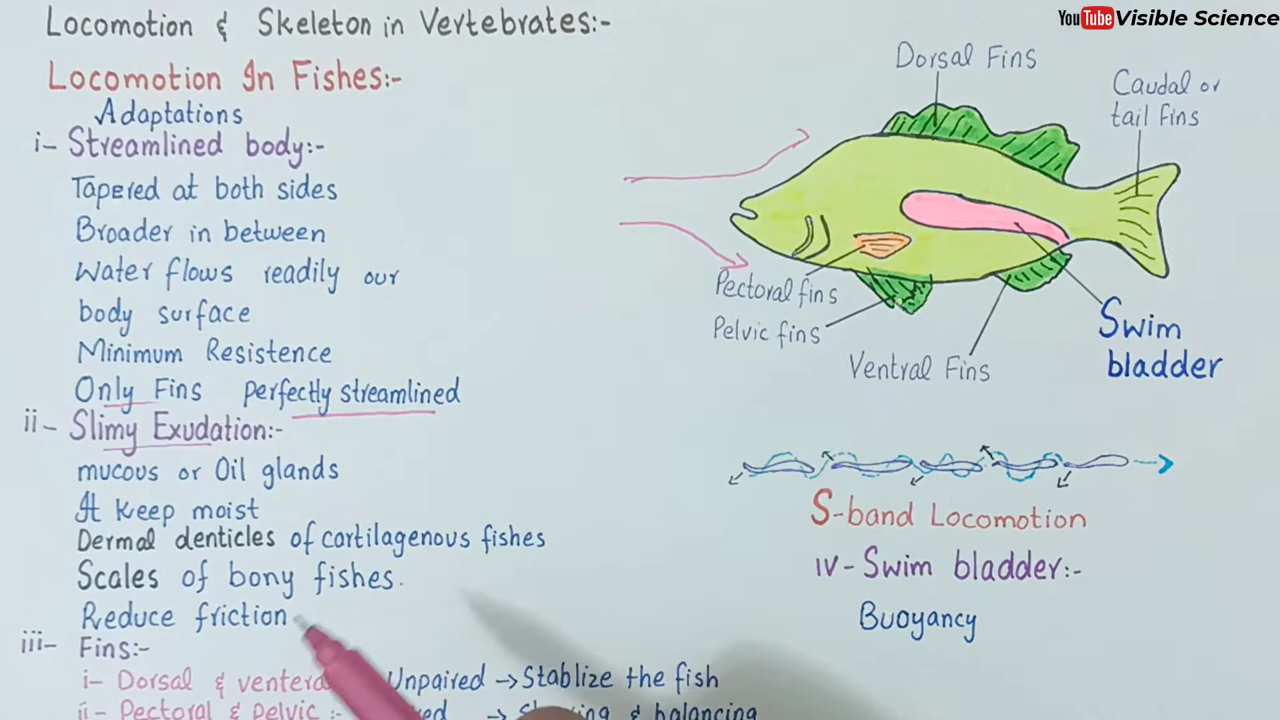 Locomotion & Skeleton in Vertebrates:-
YouTube Visible Science
Locomotion In Fishes:-
Adaptations
i- Streamlined body:-
Tapered at both sides
Broader in between
Water flows readily our
body surface
Minimum Resistence
Only Fins perfectly streamlined
ii- Slimy Exudation:-
mucous or Oil glands
It Keep moist
Dermal denticles of cartilagenous fishes
Scales of bony fishes.
Reduce friction
iii- Fins:-
i- Dorsal & Unpaired → Stablize the fish
ii- Pectoral & Pelvic :- → & balancing
Dorsal Fins
Caudal or
tail fins
Pectoral fins
Pelvic fins
Ventral Fins
Swim
bladder
S-band Locomotion
iv- Swim bladder:-
Buoyancy